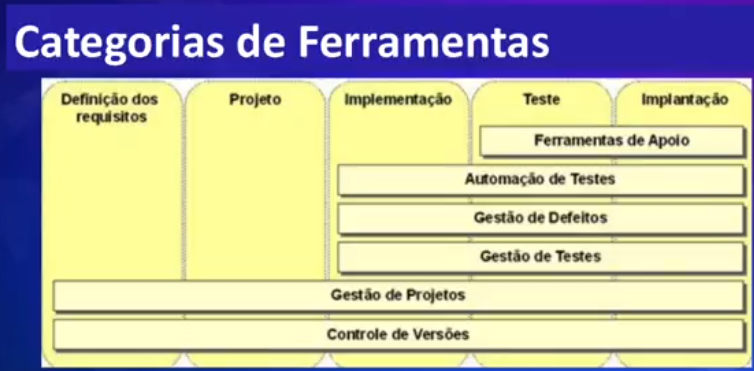 Categorias de Ferramentas
Definição dos
requisitos
Projeto
Implementação
Teste
Implantação
Ferramentas de Apoio
Automação de Testes
Gestão de Defeitos
Gestão de Testes
Gestão de Projetos
Controle de Versões